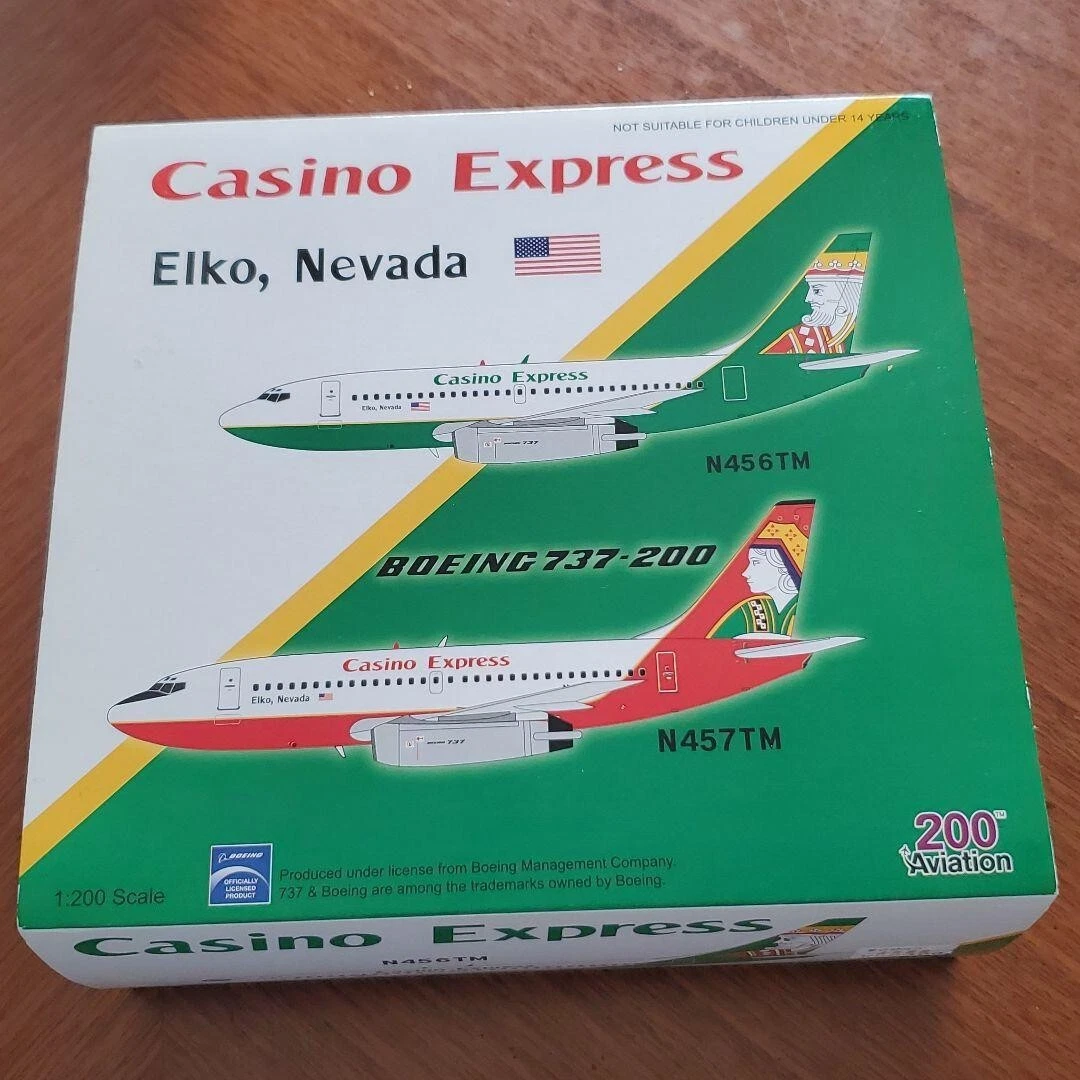 NOT SUITABLE FOR CHILDREN UNDER 14 YEARS
Casino Express
Elko, Nevada
Casino Express
Elko, Nevada
737
N456TM
BOEING 737-200
Casino Express
Elko, Nevada
BOEING 737
N457TM
200™
Aviation
BOEING
OFFICIALLY
LICENSED
PRODUCT
Produced under license from Boeing Management Company.
737 & Boeing are among the trademarks owned by Boeing.
1:200 Scale
Casino Express
N456TM